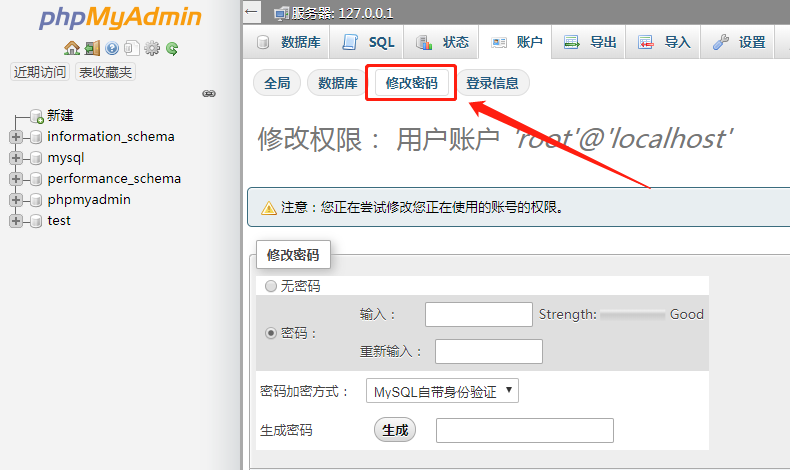 phpMyAdmin
近期访问 表收藏夹
新建
information_schema
mysql
performance_schema
phpmyadmin
test
服务器: 127.0.0.1
数据库 SQL 状态 账户 导出 导入 设置
全局 数据库 修改密码 登录信息
修改权限： 用户账户 'root'@'localhost'
注意：您正在尝试修改您正在使用的账号的权限。
修改密码
无密码
密码：
输入： Strength: Good
重新输入：
密码加密方式： MySQL自带身份验证
生成密码 生成